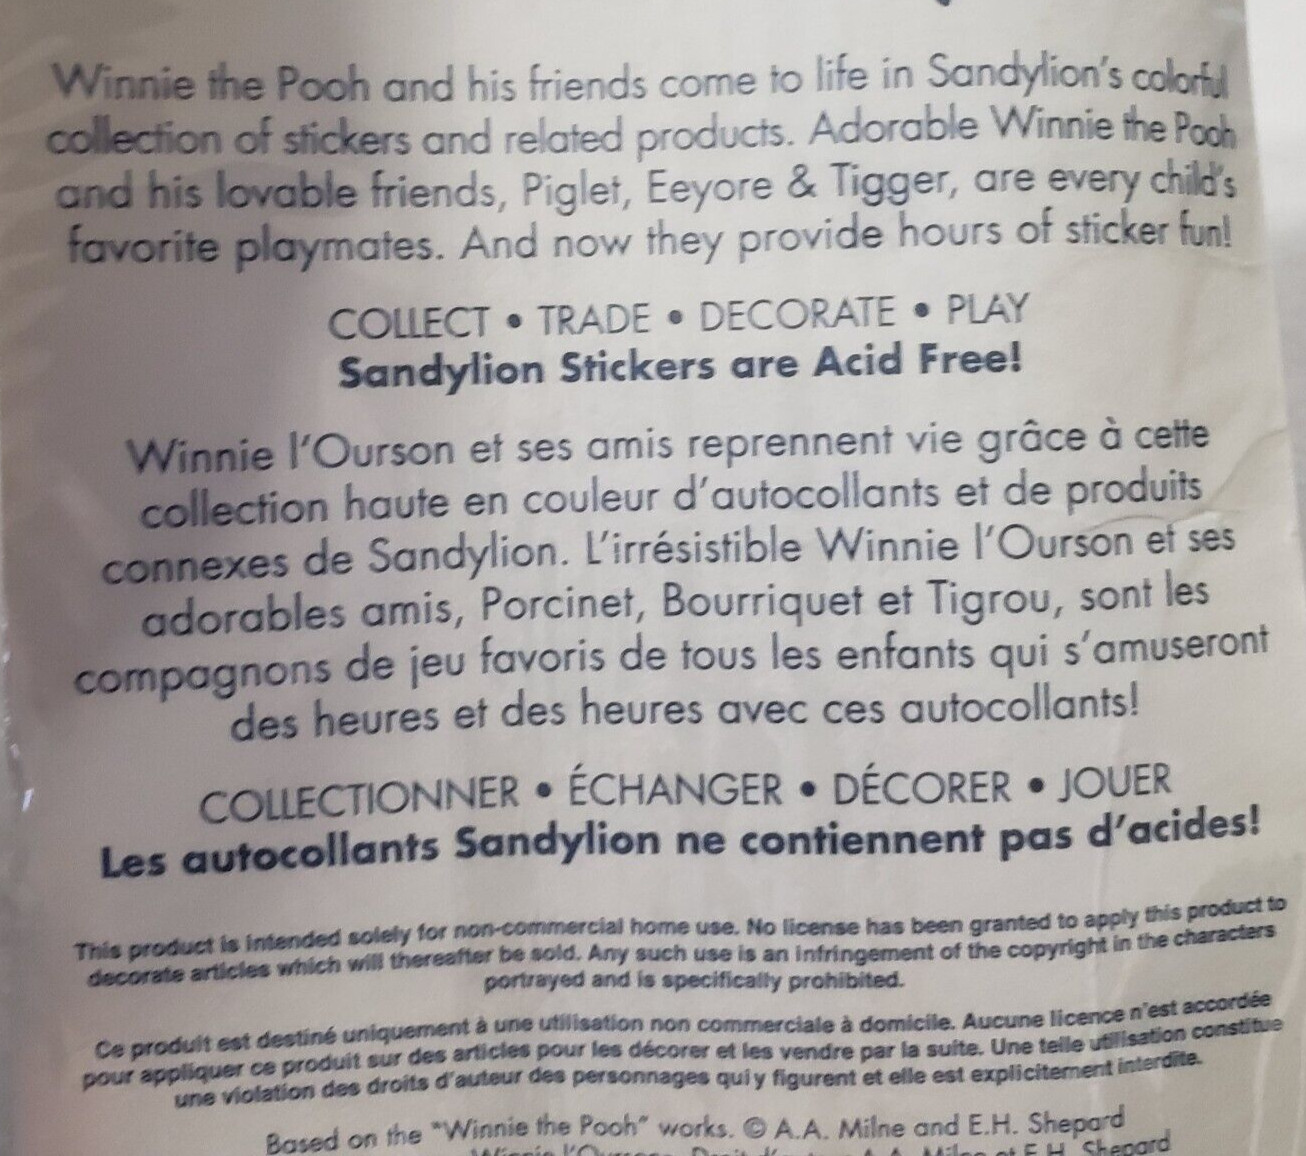 Winnie the Pooh and his friends come to life in Sandylion's colorful
collection of stickers and related products. Adorable Winnie the Pooh
and his lovable friends, Piglet, Eeyore & Tigger, are every child's
favorite playmates. And now they provide hours of sticker fun!
COLLECT • TRADE • DECORATE • PLAY
Sandylion Stickers are Acid Free!
Winnie l'Ourson et ses amis reprennent vie grâce à cette
collection haute en couleur d'autocollants et de produits
connexes de Sandylion. L'irrésistible Winnie l'Ourson et ses
adorables amis, Porcinet, Bourriquet et Tigrou, sont les
compagnons de jeu favoris de tous les enfants qui s'amuseront
des heures et des heures avec ces autocollants!
COLLECTIONNER • ÉCHANGER • DÉCORER • JOUER
Les autocollants Sandylion ne contiennent pas d'acides!
This product is intended solely for non-commercial home use. No license has been granted to apply this product to
decorate articles which will thereafter be sold. Any such use is an infringement of the copyright in the characters
portrayed and is specifically prohibited.
Ce produit est destiné uniquement à une utilisation non commerciale à domicile. Aucune licence n'est accordée
pour appliquer ce produit sur des articles pour les décorer et les vendre par la suite. Une telle utilisation constitue
une violation des droits d'auteur des personnages qui y figurent et elle est explicitement interdite.
Based on the "Winnie the Pooh" works. © A.A. Milne and E.H. Shepard
Winnie l'Ourson A.A. Milne et E.H. Shepard